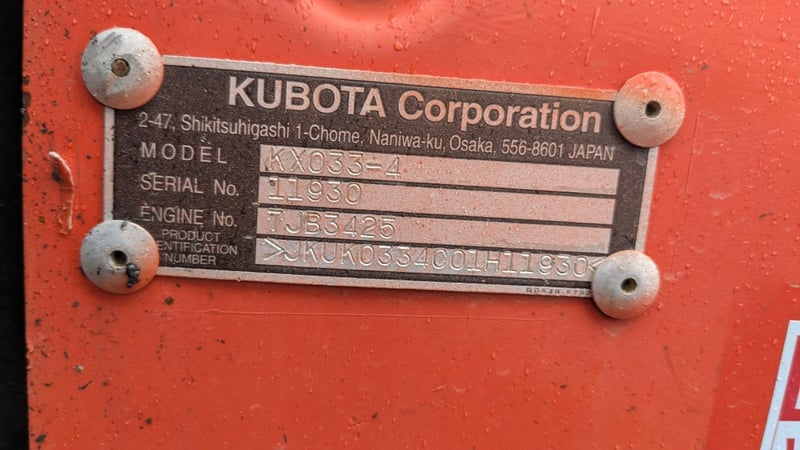 KUBOTA Corporation
2-47, Shikitsuhigashi 1-Chome, Naniwa-ku, Osaka, 556-8601 JAPAN
MODEL KX033-4
SERIAL No. 11930
ENGINE No. TJB3425
PRODUCT
IDENTIFICATION
NUMBER >JKUK0334C01H11930<